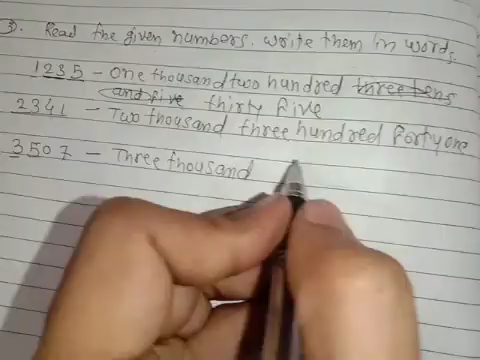 3. Read the given numbers. write them in words.
1235 - One thousand two hundred three tens
and five thirty five
2341 - Two thousand three hundred Forty one
3507 - Three thousand